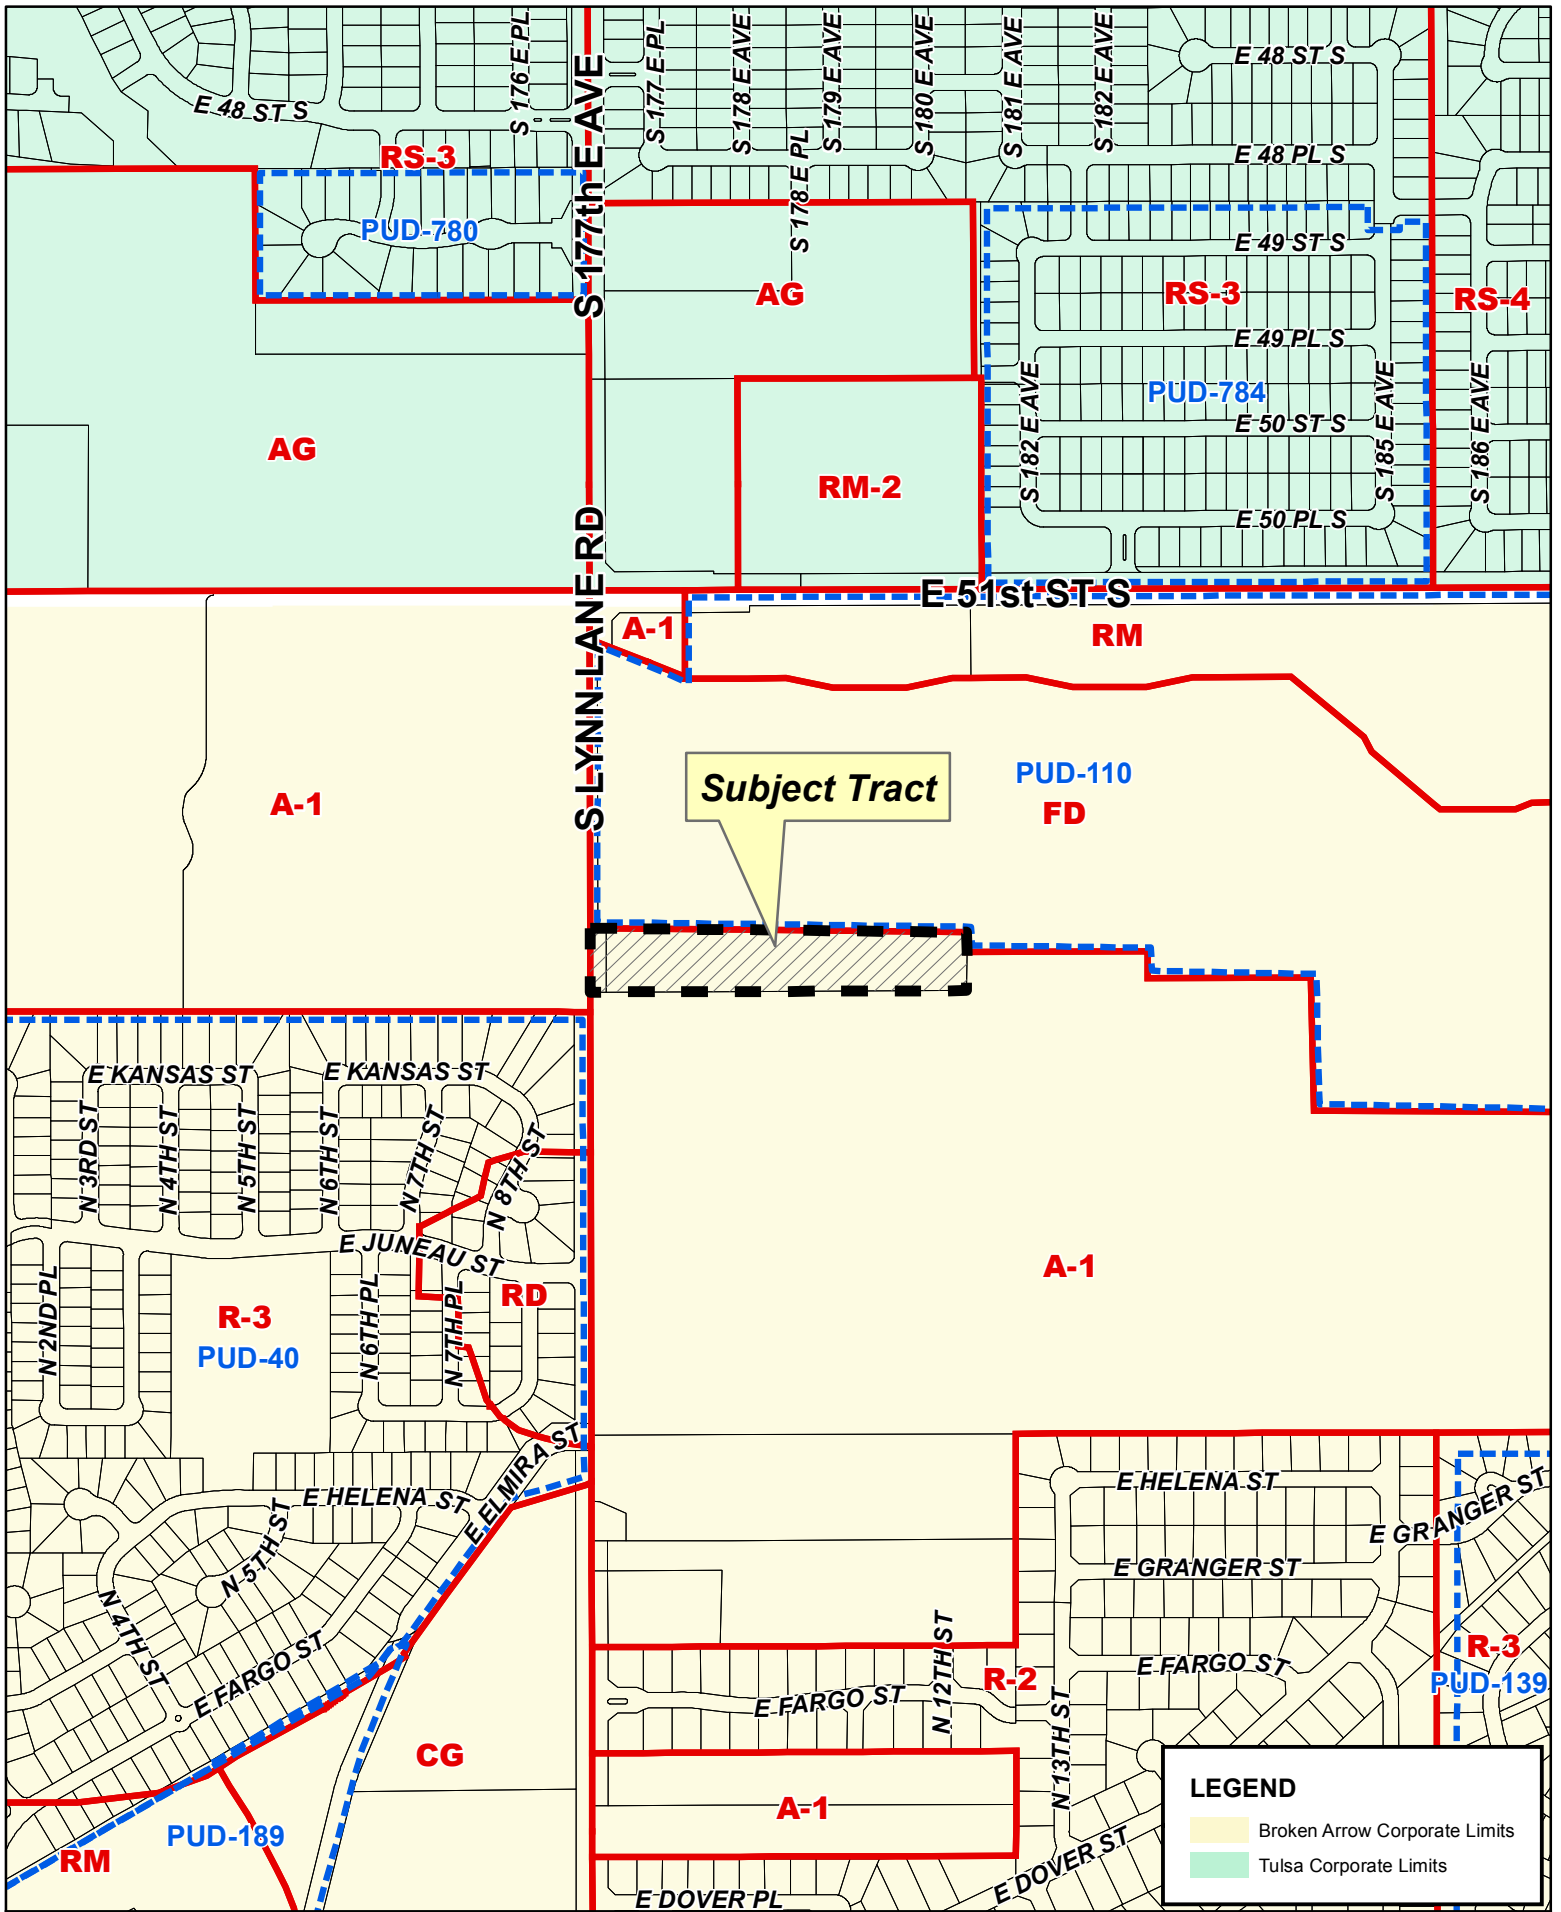 S 176 E PL
S 177 E PL
S 178 E AVE
S 179 E AVE
S 180 E AVE
S 181 E AVE
S 182 E AVE
E 48 ST S
E 48 ST S
S 177th E AVE
RS-3
S 178 E PL
E 48 PL S
PUD-780
E 49 ST S
AG
RS-3
RS-4
E 49 PL S
PUD-784
S 182 E AVE
S 185 E AVE
S 186 E AVE
E 50 ST S
AG
RM-2
E 50 PL S
E 51st ST S
S LYNN LANE RD
A-1
RM
Subject Tract
PUD-110
FD
A-1
E KANSAS ST
E KANSAS ST
N 3RD ST
N 4TH ST
N 5TH ST
N 6TH ST
N 7TH ST
N 8TH ST
E JUNEAU ST
A-1
N 2ND PL
R-3
PUD-40
N 6TH PL
N 7TH PL
RD
E ELMIRA ST
E HELENA ST
E HELENA ST
E GRANGER ST
N 5TH ST
E GRANGER ST
N 4TH ST
E FARGO ST
N 12TH ST
E FARGO ST
R-3
PUD-139
R-2
E FARGO ST
N 13TH ST
CG
A-1
PUD-189
RM
E DOVER ST
E DOVER PL
LEGEND
Broken Arrow Corporate Limits
Tulsa Corporate Limits